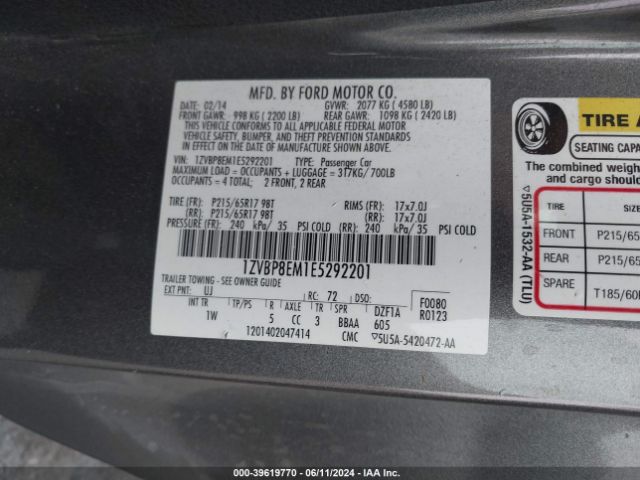 MFD. BY FORD MOTOR CO.
DATE: 02/14 GVWR: 2077 KG ( 4580 LB)
FRONT GAWR: 998 KG ( 2200 LB) REAR GAWR: 1098 KG ( 2420 LB)
THIS VEHICLE CONFORMS TO ALL APPLICABLE FEDERAL MOTOR
VEHICLE SAFETY, BUMPER, AND THEFT PREVENTION STANDARDS
IN EFFECT ON THE DATE OF MANUFACTURE SHOWN ABOVE.
VIN: 1ZVBP8EM1E5292201 TYPE: Passenger Car
MAXIMUM LOAD = OCCUPANTS + LUGGAGE = 317KG/ 700LB
OCCUPANTS = 4 TOTAL; 2 FRONT, 2 REAR
TIRE (FR): P215/65R17 98T RIMS (FR): 17x7.0J
(RR): P215/65R17 98T (RR): 17x7.0J
PRESSURE (FR): 240 kPa/ 35 PSI COLD (RR): 240 kPa/ 35 PSI COLD
1ZVBP8EM1E5292201
TRAILER TOWING - SEE OWNER GUIDE
EXT PNT: UJ RC: 72 DSO: F0080
INT TR TP/PS R AXLE TR SPR DZF1A R0123
1W 5 CC 3 BBAA 605
1201402047414 CMC ▽5U5A-5420472-AA
TIRE A
SEATING CAPA
The combined weigh
and cargo should
TIRE SIZE
FRONT P215/65
REAR P215/65
SPARE T185/60
▽5U5A-1532-AA (TLU)
000-39619770 - 06/11/2024 - IAA Inc.